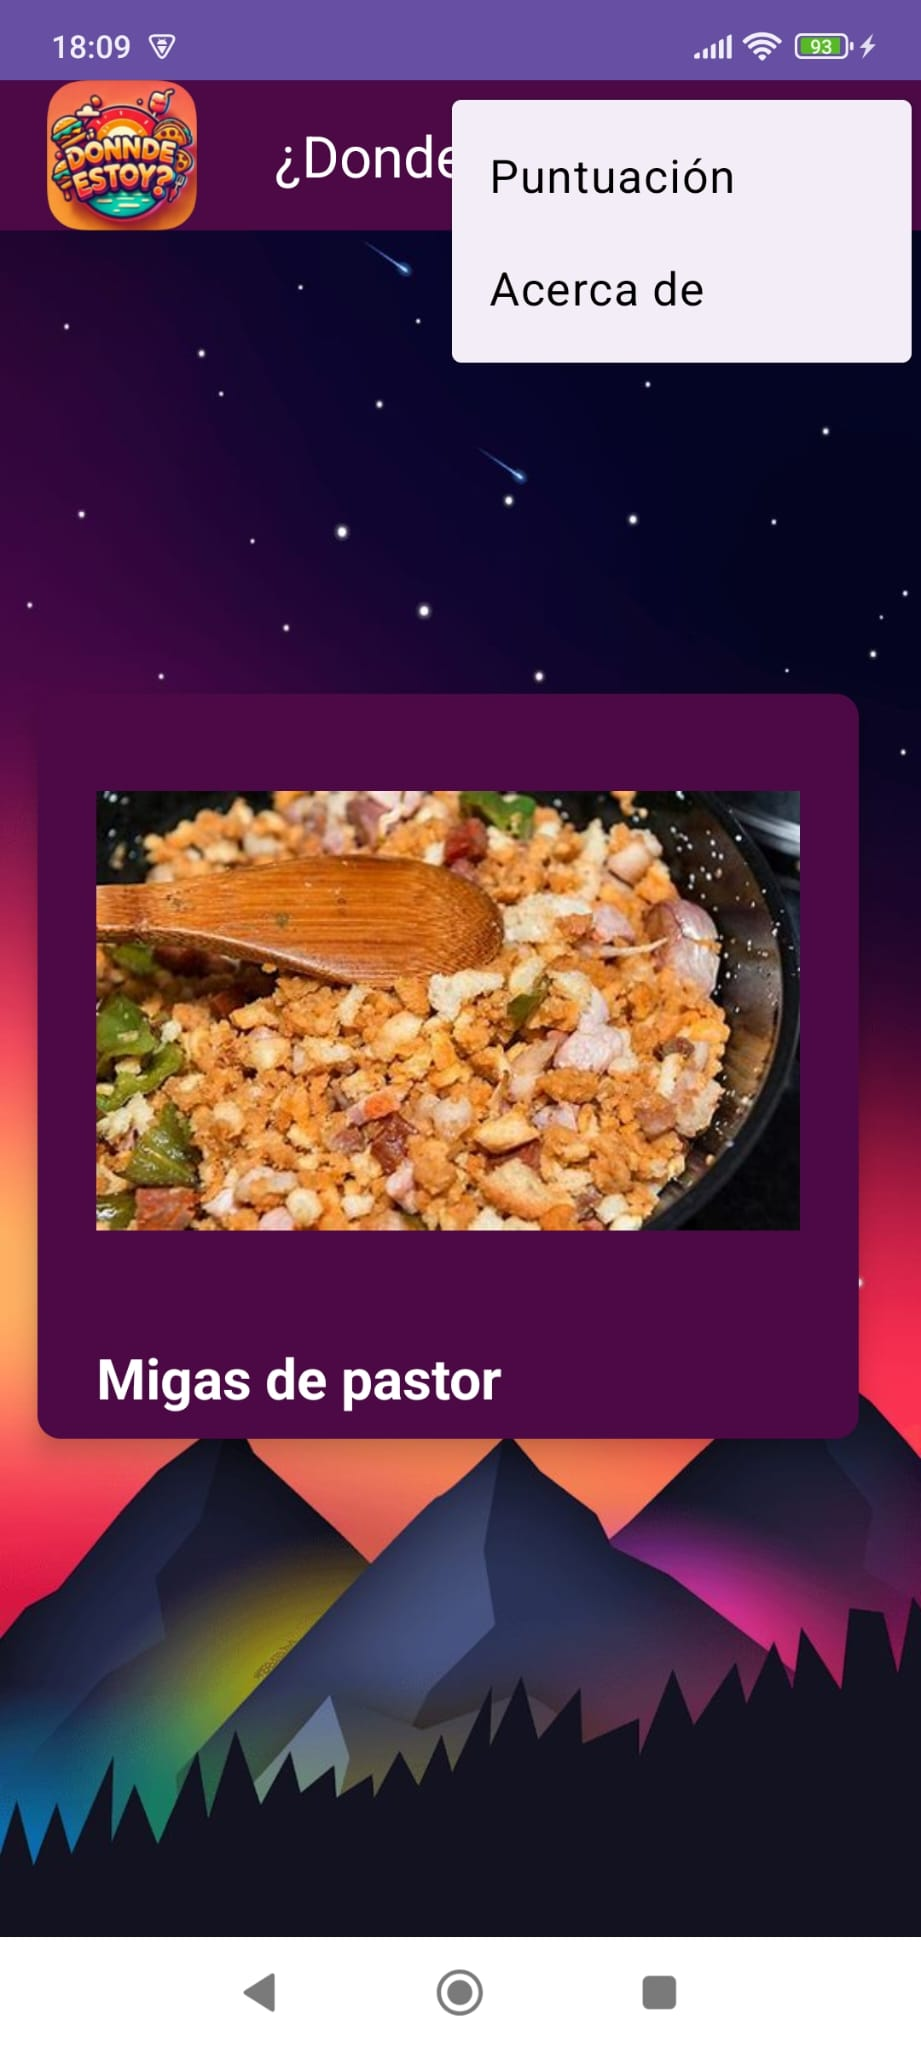 18:09
93
DONNDE
ESTOY?
¿Donde
Puntuación
Acerca de
Migas de pastor